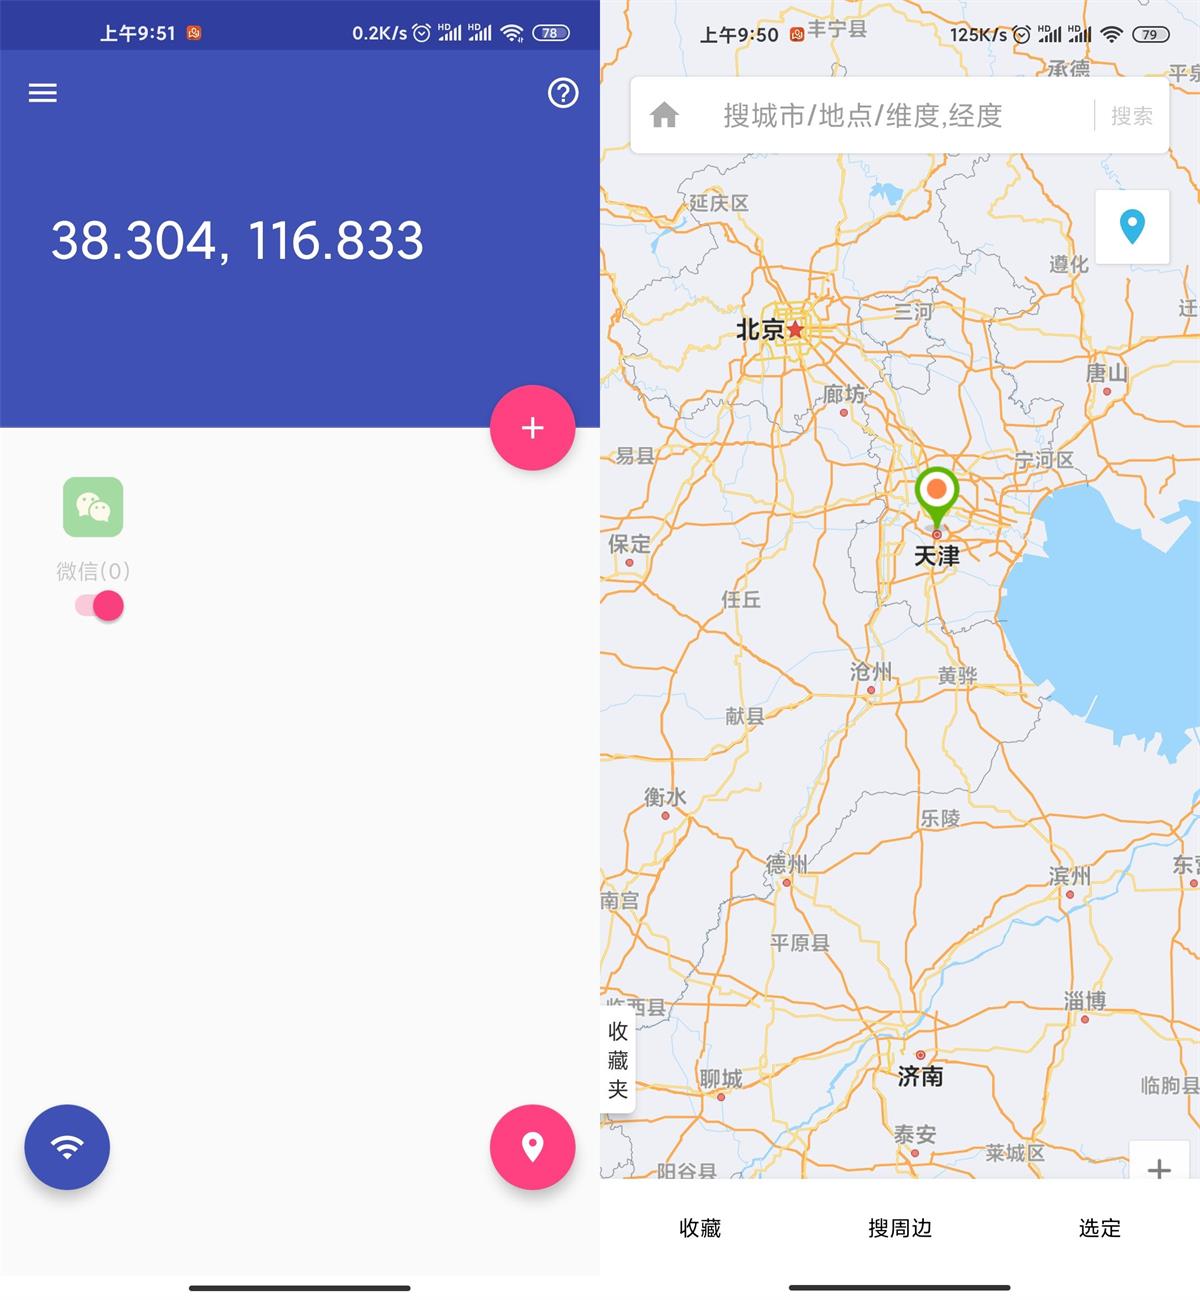 上午9:51
0.2K/s
HD
HD
78
38.304, 116.833
微信(0)
上午9:50
125K/s
HD
HD
79
丰宁县
承德
搜城市/地点/维度,经度
搜索
延庆区
遵化
三河
北京
唐山
廊坊
易县
宁河区
保定
天津
任丘
沧州
黄骅
献县
衡水
乐陵
德州
滨州
南宫
平原县
临西县
淄博
收藏夹
济南
聊城
临朐县
泰安
莱城区
阳谷县
收藏
搜周边
选定